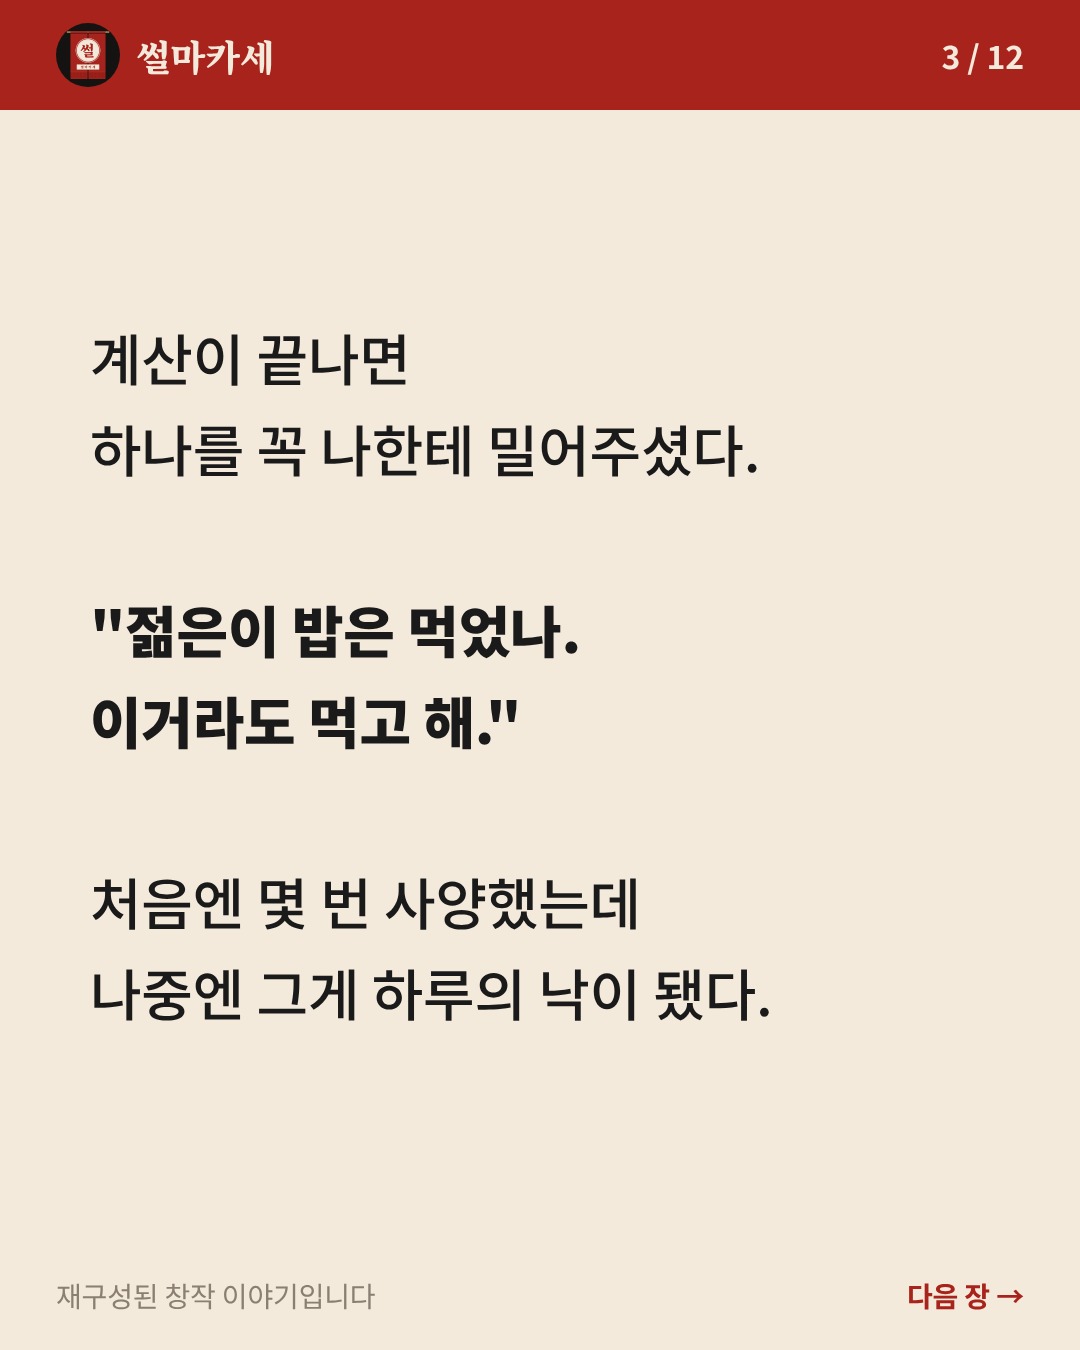 썰
썰마카세
3 / 12
계산이 끝나면
하나를 꼭 나한테 밀어주셨다.
"젊은이 밥은 먹었나.
이거라도 먹고 해."
처음엔 몇 번 사양했는데
나중엔 그게 하루의 낙이 됐다.
재구성된 창작 이야기입니다
다음 장 →